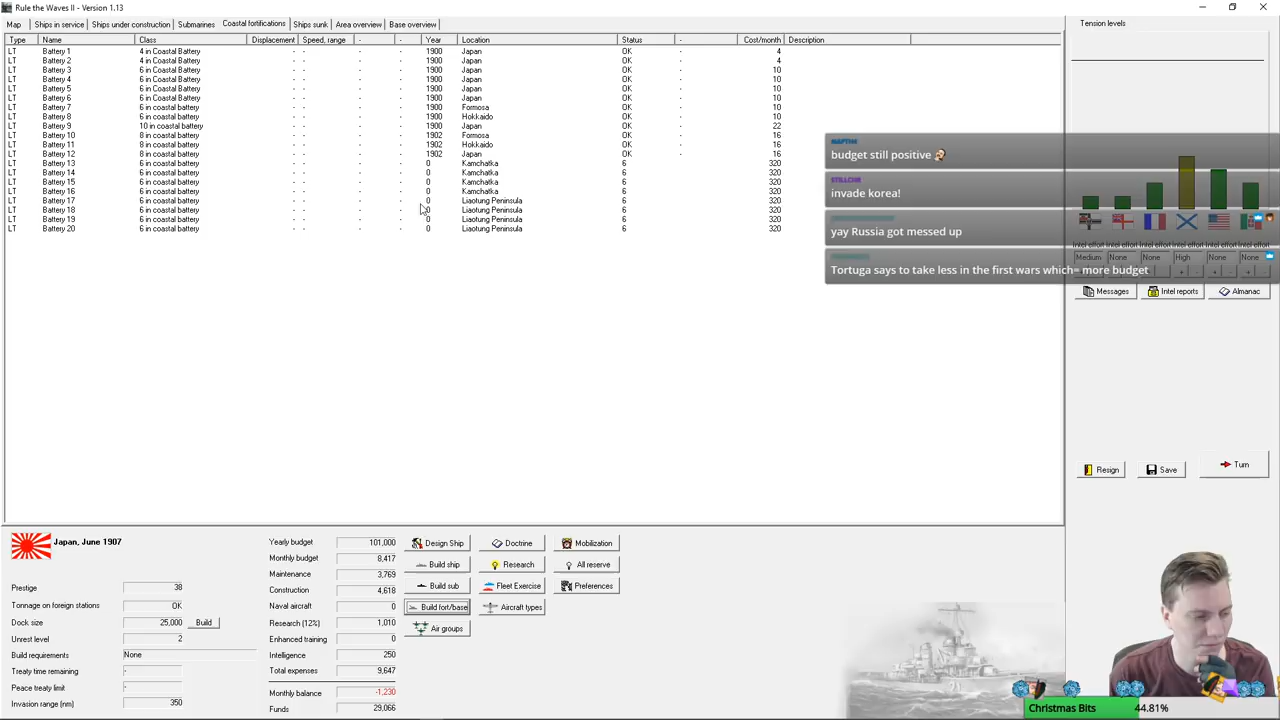 Rule the Waves II - Version 1.13
Map Ships in service Ships under construction Submarines Coastal fortifications Ships sunk Area overview Base overview
Type Name Class Displacement Speed, range - - Year Location Status - Cost/month Description
LT Battery 1 4 in Coastal Battery - - - - 1900 Japan OK 4
LT Battery 2 4 in Coastal Battery - - - - 1900 Japan OK 4
LT Battery 3 6 in coastal battery - - - - 1900 Japan OK 10
LT Battery 4 6 in coastal battery - - - - 1900 Japan OK 10
LT Battery 5 6 in coastal battery - - - - 1900 Japan OK 10
LT Battery 6 6 in coastal battery - - - - 1900 Japan OK 10
LT Battery 7 6 in coastal battery - - - - 1900 Formosa OK 10
LT Battery 8 6 in coastal battery - - - - 1900 Hokkaido OK 10
LT Battery 9 10 in coastal battery - - - - 1900 Japan OK 22
LT Battery 10 8 in coastal battery - - - - 1902 Formosa OK 16
LT Battery 11 8 in coastal battery - - - - 1902 Hokkaido OK 16
LT Battery 12 8 in coastal battery - - - - 1902 Japan OK 16
LT Battery 13 6 in coastal battery - - - - 0 Kamchatka 6 320
LT Battery 14 6 in coastal battery - - - - 0 Kamchatka 6 320
LT Battery 15 6 in coastal battery - - - - 0 Kamchatka 6 320
LT Battery 16 6 in coastal battery - - - - 0 Kamchatka 6 320
LT Battery 17 6 in coastal battery - - - - 0 Liaotung Peninsula 6 320
LT Battery 18 6 in coastal battery - - - - 0 Liaotung Peninsula 6 320
LT Battery 19 6 in coastal battery - - - - 0 Liaotung Peninsula 6 320
LT Battery 20 6 in coastal battery - - - - 0 Liaotung Peninsula 6 320
Tension levels
budget still positive
STILLCHR
invade korea!
yay Russia got messed up
Tortuga says to take less in the first wars which= more budget
Intel effort Intel effort Intel effort Intel effort Intel effort Intel effort
Medium None None High None None
Messages Intel reports Almanac
Resign Save Turn
Japan, June 1907
Prestige 38
Tonnage on foreign stations OK
Dock size 25,000 Build
Unrest level 2
Build requirements None
Treaty time remaining -
Peace treaty limit -
Invasion range (nm) 350
Yearly budget 101,000
Monthly budget 8,417
Maintenance 3,769
Construction 4,618
Naval aircraft 0
Research (12%) 1,010
Enhanced training 0
Intelligence 250
Total expenses 9,647
Monthly balance -1,230
Funds 29,066
Design Ship Doctrine Mobilization
Build ship Research All reserve
Build sub Fleet Exercise Preferences
Build fort/base Aircraft types
Air groups
Christmas Bits 44.81%